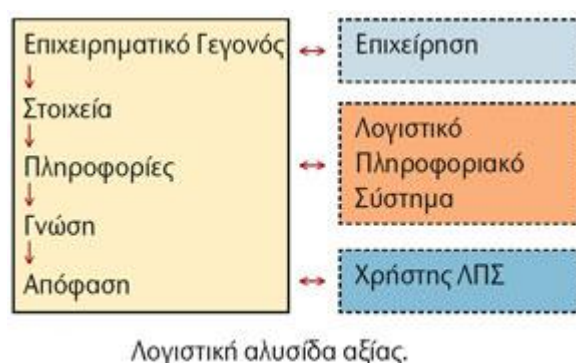 Επιχειρηματικό Γεγονός
Στοιχεία
Πληροφορίες
Γνώση
Απόφαση
Επιχείρηση
Λογιστικό
Πληροφοριακό
Σύστημα
Χρήστης ΛΠΣ
Λογιστική αλυσίδα αξίας.